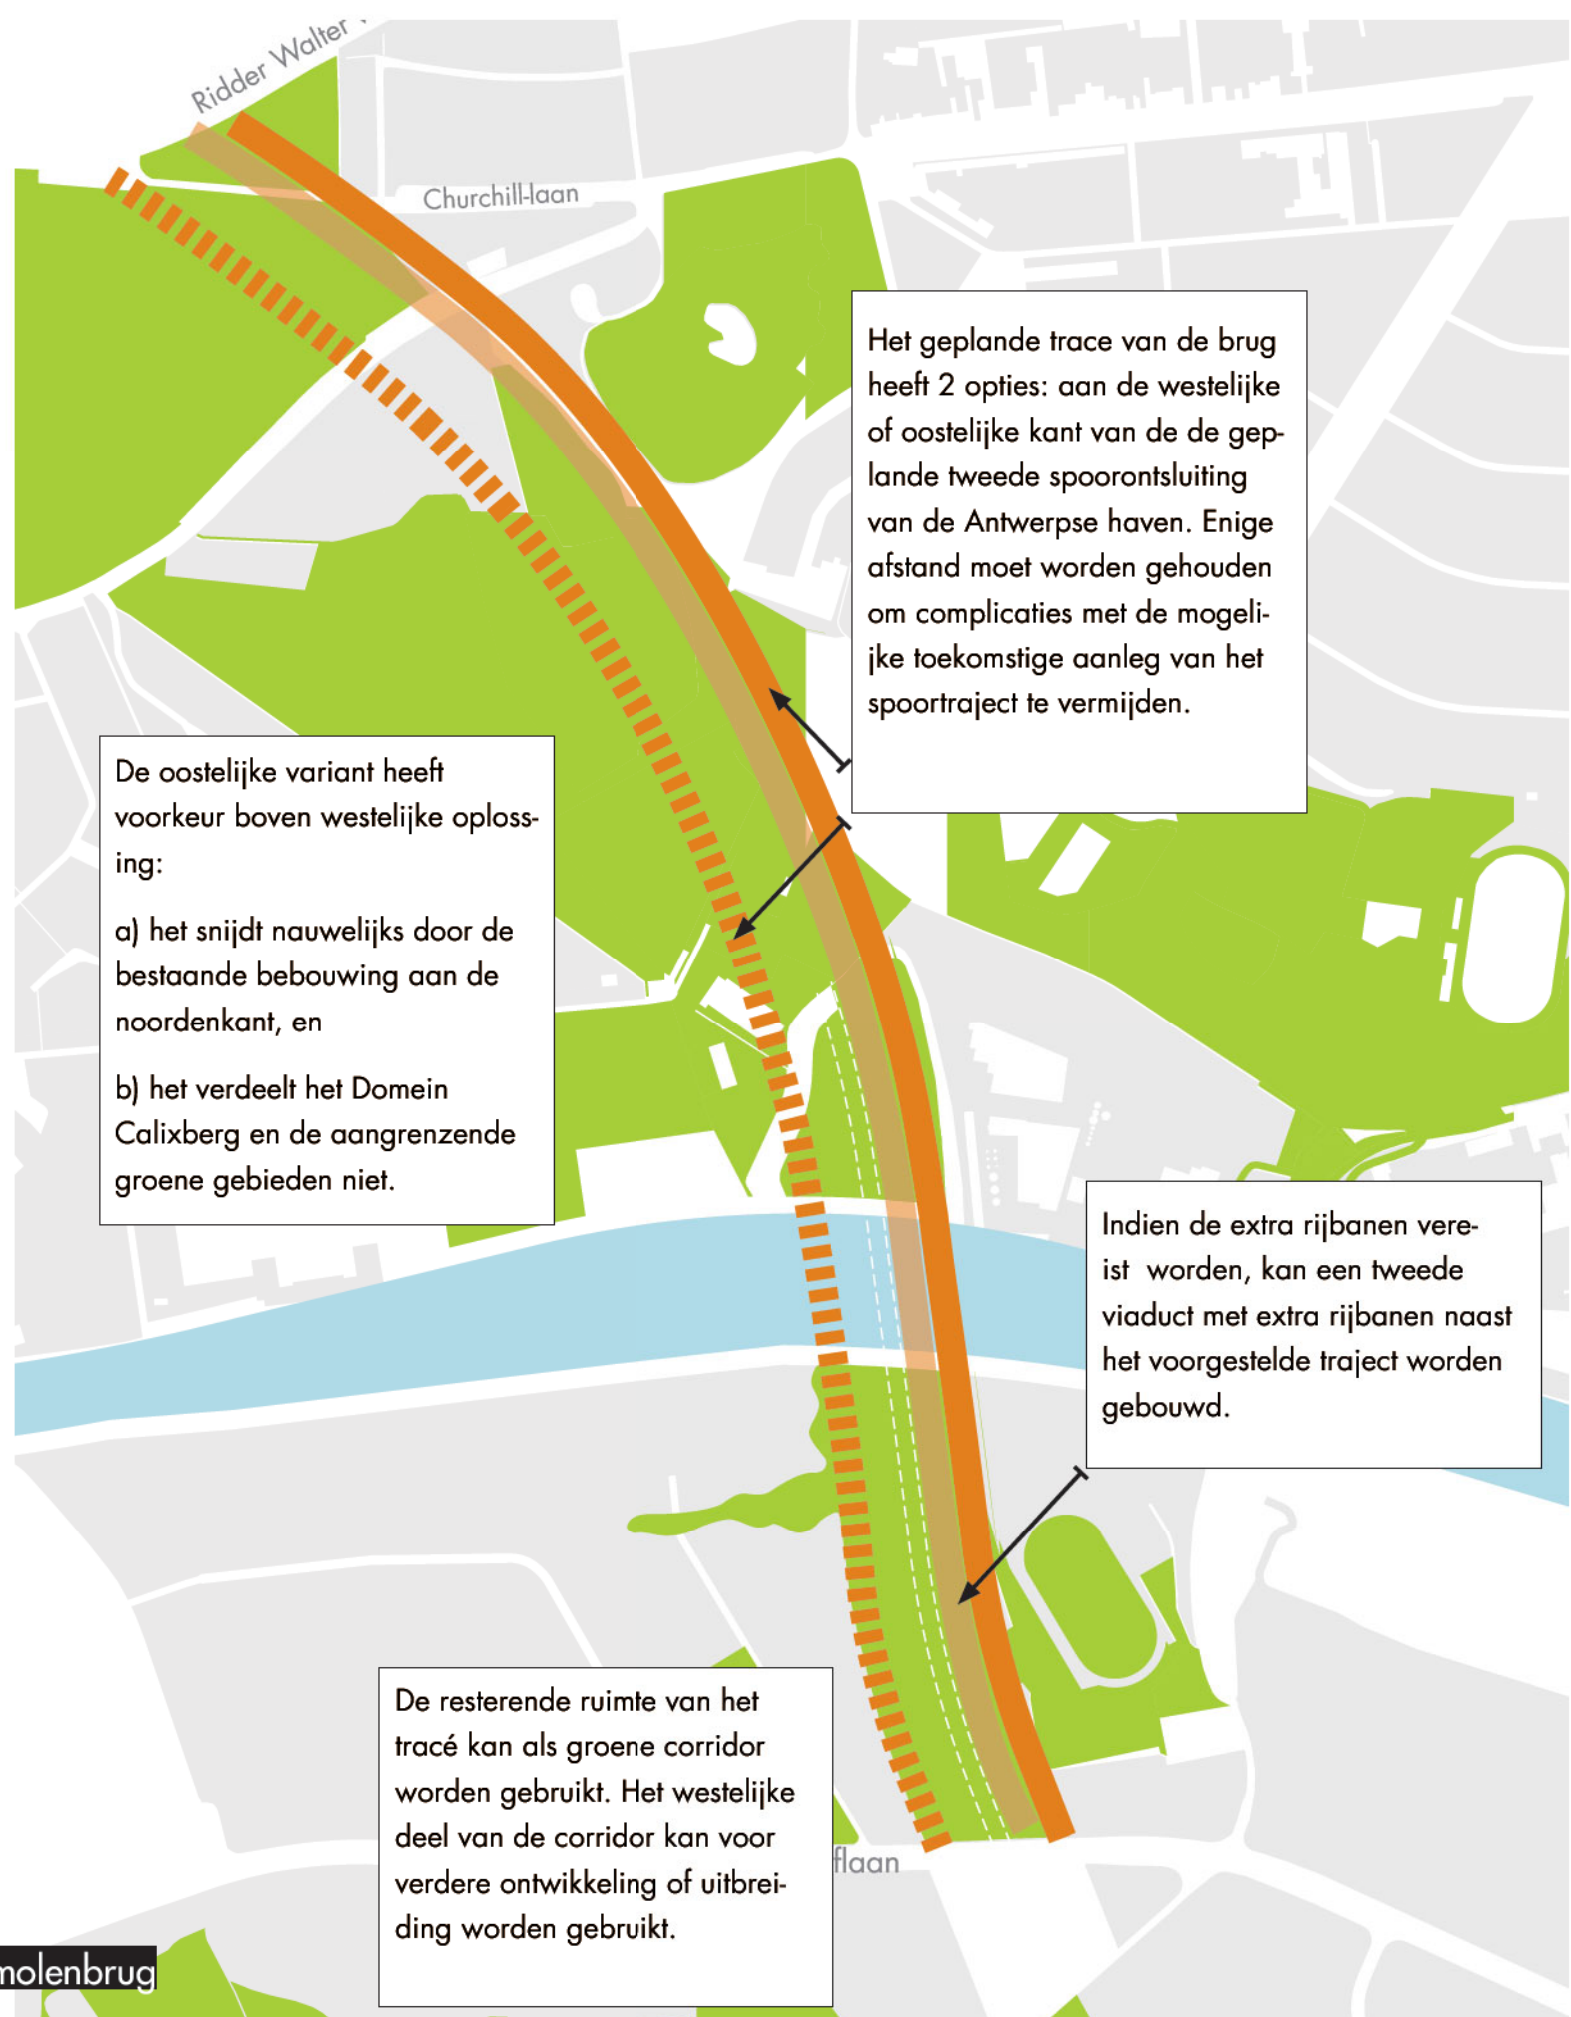 Ridder Walter
Churchill-laan
Het geplande trace van de brug
heeft 2 opties: aan de westelijke
of oostelijke kant van de de gep-
lande tweede spoorontsluiting
van de Antwerpse haven. Enige
afstand moet worden gehouden
om complicaties met de mogeli-
jke toekomstige aanleg van het
spoortraject te vermijden.
De oostelijke variant heeft
voorkeur boven westelijke oploss-
ing:
a) het snijdt nauwelijks door de
bestaande bebouwing aan de
noordenkant, en
b) het verdeelt het Domein
Calixberg en de aangrenzende
groene gebieden niet.
Indien de extra rijbanen vere-
ist  worden, kan een tweede
viaduct met extra rijbanen naast
het voorgestelde traject worden
gebouwd.
De resterende ruimte van het
tracé kan als groene corridor
worden gebruikt. Het westelijke
deel van de corridor kan voor
verdere ontwikkeling of uitbrei-
ding worden gebruikt.
flaan
molenbrug